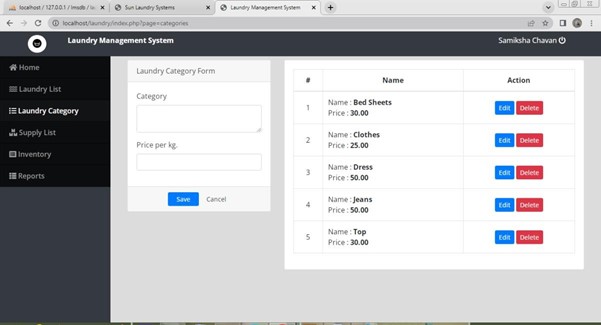 localhost / 127.0.0.1 / lmsdb / la
Sun Laundry Systems
Laundry Management System
localhost/laundry/index.php?page=categories
Laundry Management System
Samiksha Chavan
Home
Laundry List
Laundry Category
Supply List
Inventory
Reports
Laundry Category Form
Category
Price per kg.
Save Cancel
# Name Action
1 Name : Bed Sheets
Price : 30.00
Edit Delete
2 Name : Clothes
Price : 25.00
Edit Delete
3 Name : Dress
Price : 50.00
Edit Delete
4 Name : Jeans
Price : 50.00
Edit Delete
5 Name : Top
Price : 30.00
Edit Delete